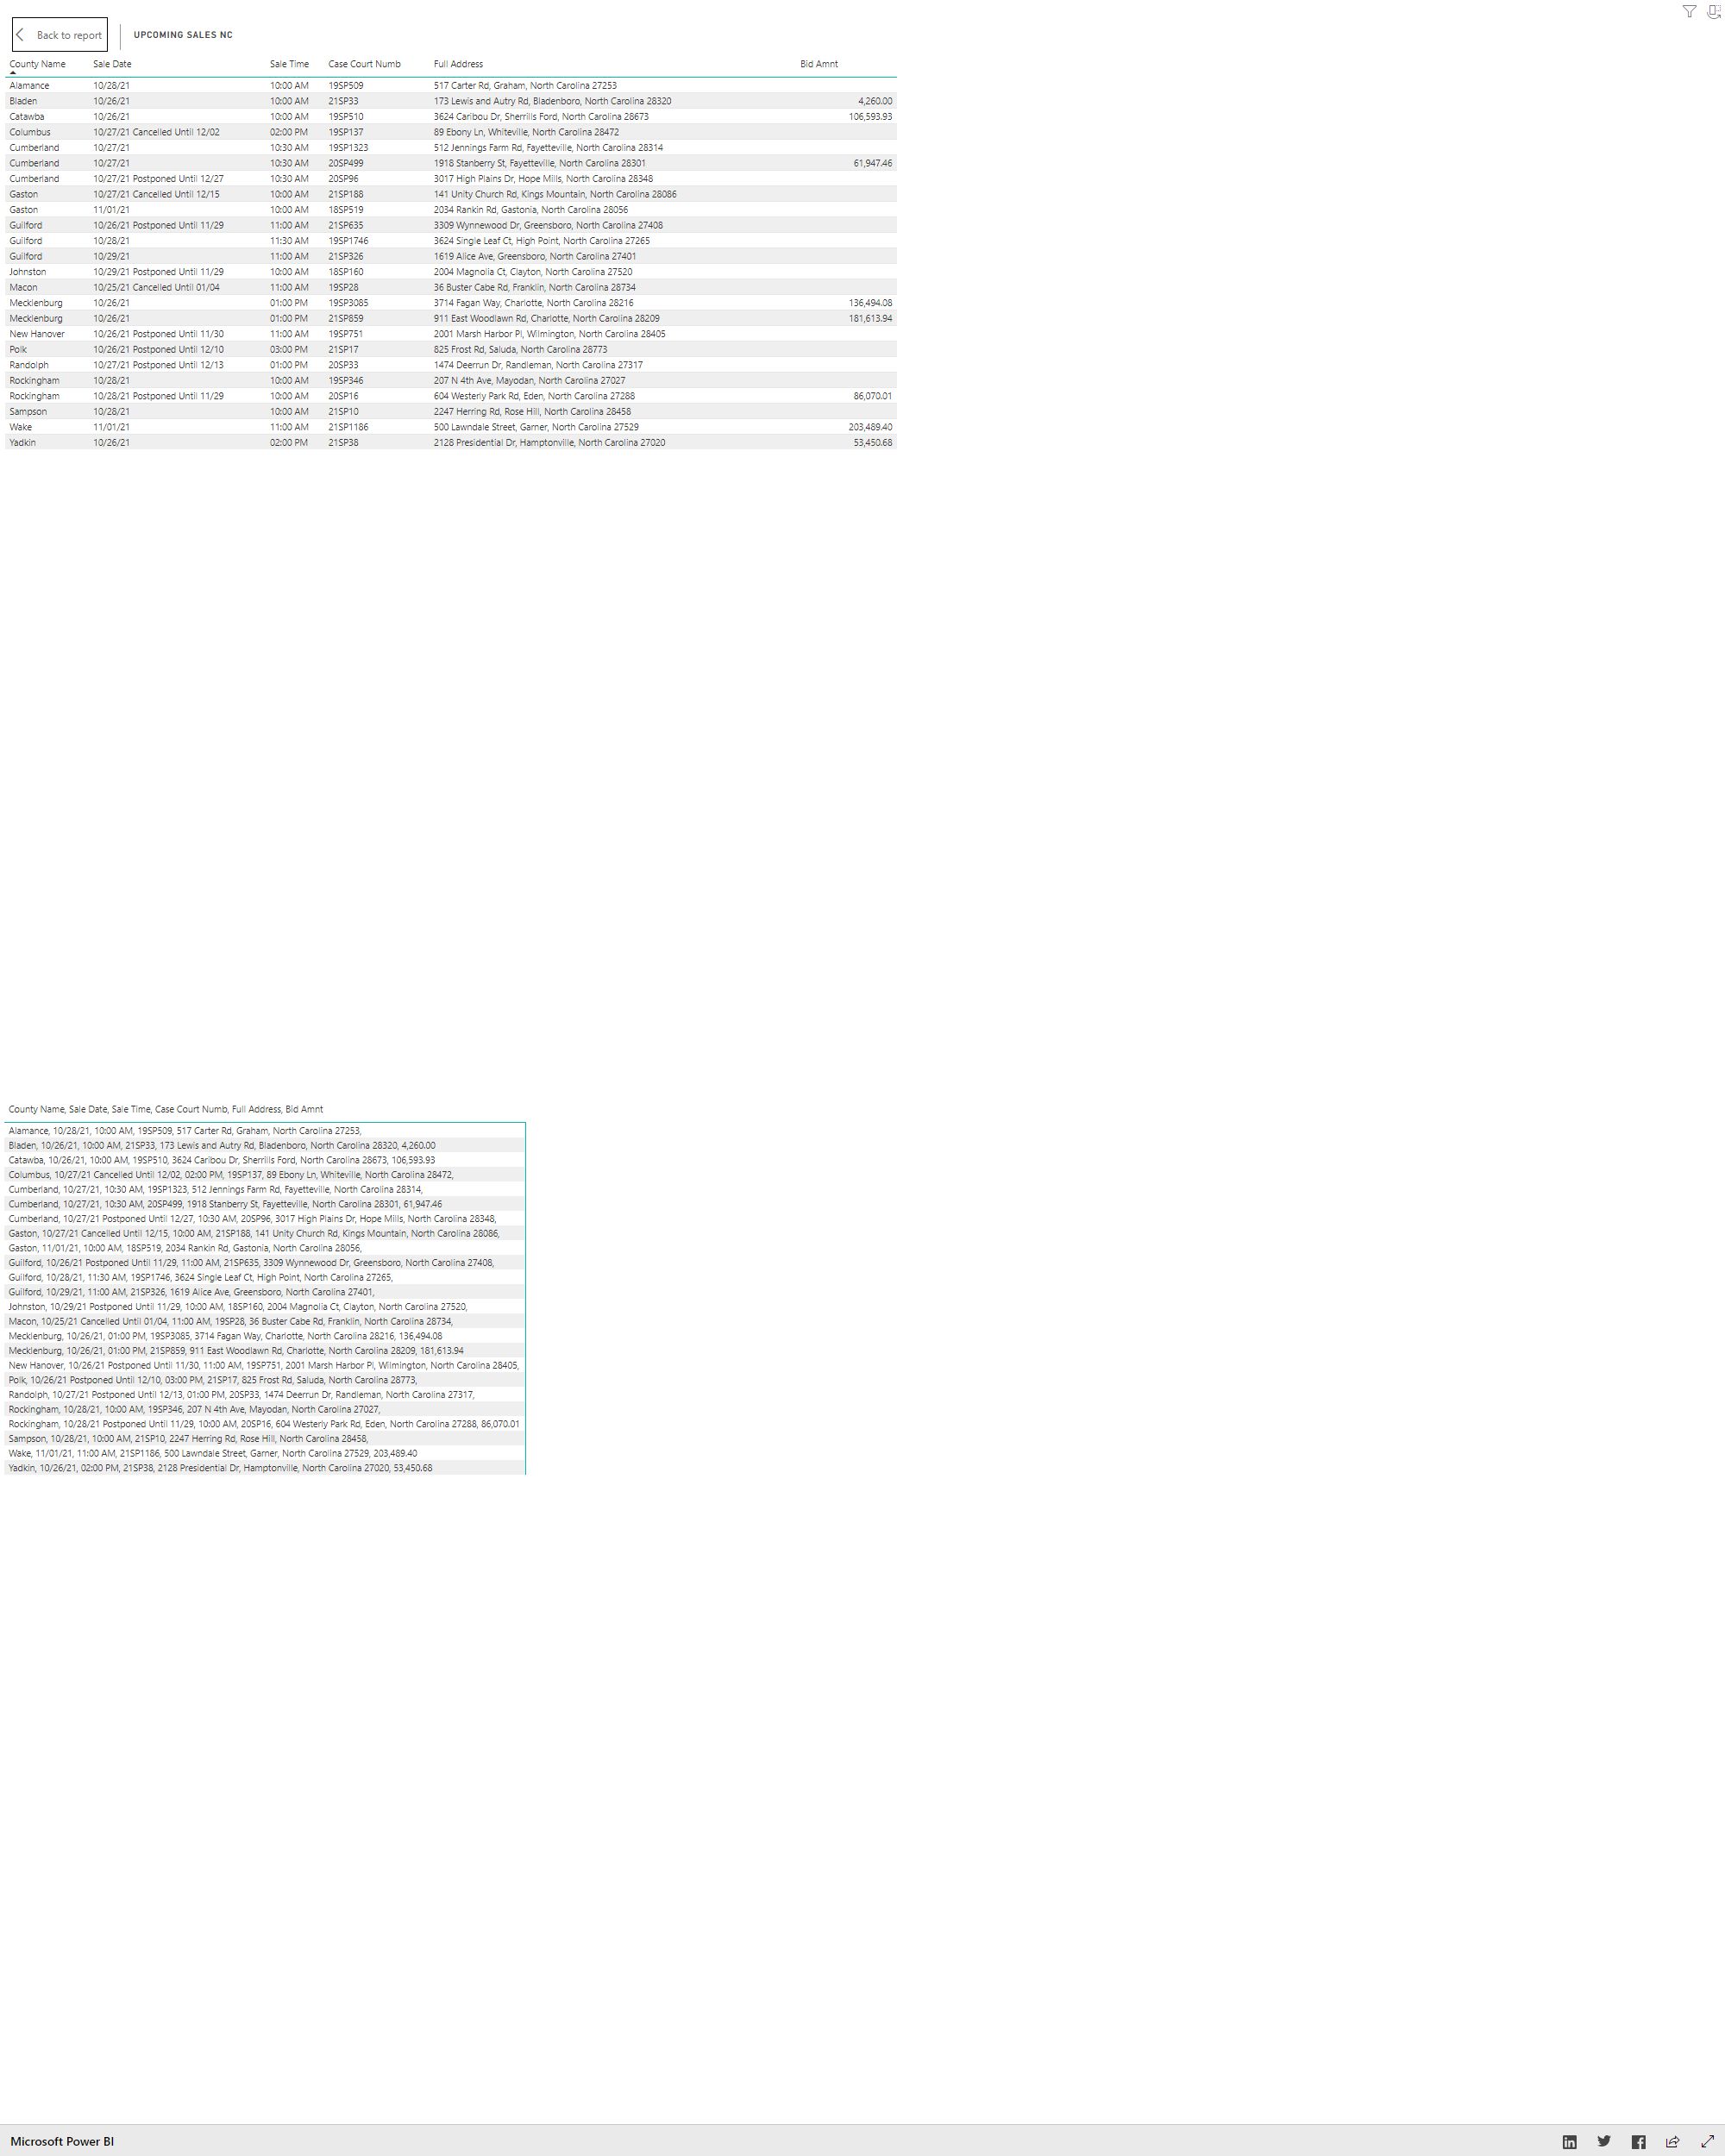 Back to report UPCOMING SALES NC
County Name Sale Date Sale Time Case Court Numb Full Address Bid Amnt
Alamance 10/28/21 10:00 AM 19SP509 517 Carter Rd, Graham, North Carolina 27253
Bladen 10/26/21 10:00 AM 21SP33 173 Lewis and Autry Rd, Bladenboro, North Carolina 28320 4,260.00
Catawba 10/26/21 10:00 AM 19SP510 3624 Caribou Dr, Sherrills Ford, North Carolina 28673 106,593.93
Columbus 10/27/21 Cancelled Until 12/02 02:00 PM 19SP137 89 Ebony Ln, Whiteville, North Carolina 28472
Cumberland 10/27/21 10:30 AM 19SP1323 512 Jennings Farm Rd, Fayetteville, North Carolina 28314
Cumberland 10/27/21 10:30 AM 20SP499 1918 Stanberry St, Fayetteville, North Carolina 28301 61,947.46
Cumberland 10/27/21 Postponed Until 12/27 10:30 AM 20SP96 3017 High Plains Dr, Hope Mills, North Carolina 28348
Gaston 10/27/21 Cancelled Until 12/15 10:00 AM 21SP188 141 Unity Church Rd, Kings Mountain, North Carolina 28086
Gaston 11/01/21 10:00 AM 18SP519 2034 Rankin Rd, Gastonia, North Carolina 28056
Guilford 10/26/21 Postponed Until 11/29 11:00 AM 21SP635 3309 Wynnewood Dr, Greensboro, North Carolina 27408
Guilford 10/28/21 11:30 AM 19SP1746 3624 Single Leaf Ct, High Point, North Carolina 27265
Guilford 10/29/21 11:00 AM 21SP326 1619 Alice Ave, Greensboro, North Carolina 27401
Johnston 10/29/21 Postponed Until 11/29 10:00 AM 18SP160 2004 Magnolia Ct, Clayton, North Carolina 27520
Macon 10/25/21 Cancelled Until 01/04 11:00 AM 19SP28 36 Buster Cabe Rd, Franklin, North Carolina 28734
Mecklenburg 10/26/21 01:00 PM 19SP3085 3714 Fagan Way, Charlotte, North Carolina 28216 136,494.08
Mecklenburg 10/26/21 01:00 PM 21SP859 911 East Woodlawn Rd, Charlotte, North Carolina 28209 181,613.94
New Hanover 10/26/21 Postponed Until 11/30 11:00 AM 19SP751 2001 Marsh Harbor Pl, Wilmington, North Carolina 28405
Polk 10/26/21 Postponed Until 12/10 03:00 PM 21SP17 825 Frost Rd, Saluda, North Carolina 28773
Randolph 10/27/21 Postponed Until 12/13 01:00 PM 20SP33 1474 Deerrun Dr, Randleman, North Carolina 27317
Rockingham 10/28/21 10:00 AM 19SP346 207 N 4th Ave, Mayodan, North Carolina 27027
Rockingham 10/28/21 Postponed Until 11/29 10:00 AM 20SP16 604 Westerly Park Rd, Eden, North Carolina 27288 86,070.01
Sampson 10/28/21 10:00 AM 21SP10 2247 Herring Rd, Rose Hill, North Carolina 28458
Wake 11/01/21 11:00 AM 21SP1186 500 Lawndale Street, Garner, North Carolina 27529 203,489.40
Yadkin 10/26/21 02:00 PM 21SP38 2128 Presidential Dr, Hamptonville, North Carolina 27020 53,450.68
County Name, Sale Date, Sale Time, Case Court Numb, Full Address, Bid Amnt
Alamance, 10/28/21, 10:00 AM, 19SP509, 517 Carter Rd, Graham, North Carolina 27253,
Bladen, 10/26/21, 10:00 AM, 21SP33, 173 Lewis and Autry Rd, Bladenboro, North Carolina 28320, 4,260.00
Catawba, 10/26/21, 10:00 AM, 19SP510, 3624 Caribou Dr, Sherrills Ford, North Carolina 28673, 106,593.93
Columbus, 10/27/21 Cancelled Until 12/02, 02:00 PM, 19SP137, 89 Ebony Ln, Whiteville, North Carolina 28472,
Cumberland, 10/27/21, 10:30 AM, 19SP1323, 512 Jennings Farm Rd, Fayetteville, North Carolina 28314,
Cumberland, 10/27/21, 10:30 AM, 20SP499, 1918 Stanberry St, Fayetteville, North Carolina 28301, 61,947.46
Cumberland, 10/27/21 Postponed Until 12/27, 10:30 AM, 20SP96, 3017 High Plains Dr, Hope Mills, North Carolina 28348,
Gaston, 10/27/21 Cancelled Until 12/15, 10:00 AM, 21SP188, 141 Unity Church Rd, Kings Mountain, North Carolina 28086,
Gaston, 11/01/21, 10:00 AM, 18SP519, 2034 Rankin Rd, Gastonia, North Carolina 28056,
Guilford, 10/26/21 Postponed Until 11/29, 11:00 AM, 21SP635, 3309 Wynnewood Dr, Greensboro, North Carolina 27408,
Guilford, 10/28/21, 11:30 AM, 19SP1746, 3624 Single Leaf Ct, High Point, North Carolina 27265,
Guilford, 10/29/21, 11:00 AM, 21SP326, 1619 Alice Ave, Greensboro, North Carolina 27401,
Johnston, 10/29/21 Postponed Until 11/29, 10:00 AM, 18SP160, 2004 Magnolia Ct, Clayton, North Carolina 27520,
Macon, 10/25/21 Cancelled Until 01/04, 11:00 AM, 19SP28, 36 Buster Cabe Rd, Franklin, North Carolina 28734,
Mecklenburg, 10/26/21, 01:00 PM, 19SP3085, 3714 Fagan Way, Charlotte, North Carolina 28216, 136,494.08
Mecklenburg, 10/26/21, 01:00 PM, 21SP859, 911 East Woodlawn Rd, Charlotte, North Carolina 28209, 181,613.94
New Hanover, 10/26/21 Postponed Until 11/30, 11:00 AM, 19SP751, 2001 Marsh Harbor Pl, Wilmington, North Carolina 28405,
Polk, 10/26/21 Postponed Until 12/10, 03:00 PM, 21SP17, 825 Frost Rd, Saluda, North Carolina 28773,
Randolph, 10/27/21 Postponed Until 12/13, 01:00 PM, 20SP33, 1474 Deerrun Dr, Randleman, North Carolina 27317,
Rockingham, 10/28/21, 10:00 AM, 19SP346, 207 N 4th Ave, Mayodan, North Carolina 27027,
Rockingham, 10/28/21 Postponed Until 11/29, 10:00 AM, 20SP16, 604 Westerly Park Rd, Eden, North Carolina 27288, 86,070.01
Sampson, 10/28/21, 10:00 AM, 21SP10, 2247 Herring Rd, Rose Hill, North Carolina 28458,
Wake, 11/01/21, 11:00 AM, 21SP1186, 500 Lawndale Street, Garner, North Carolina 27529, 203,489.40
Yadkin, 10/26/21, 02:00 PM, 21SP38, 2128 Presidential Dr, Hamptonville, North Carolina 27020, 53,450.68
Microsoft Power BI